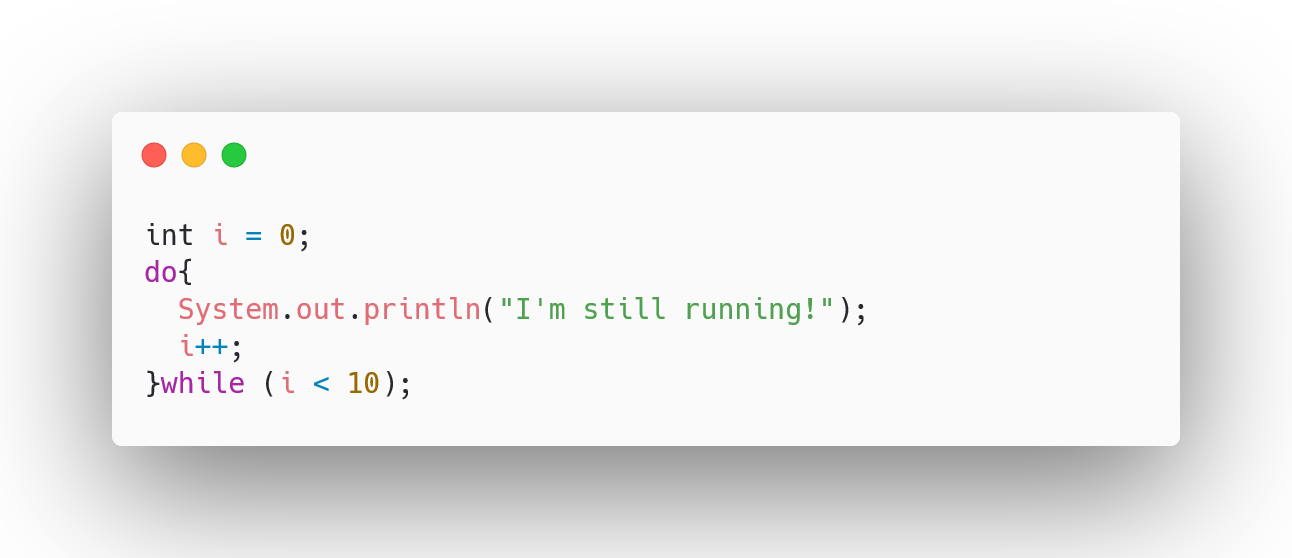 int i = 0;
do{
  System.out.println("I'm still running!");
  i++;
}while (i < 10);